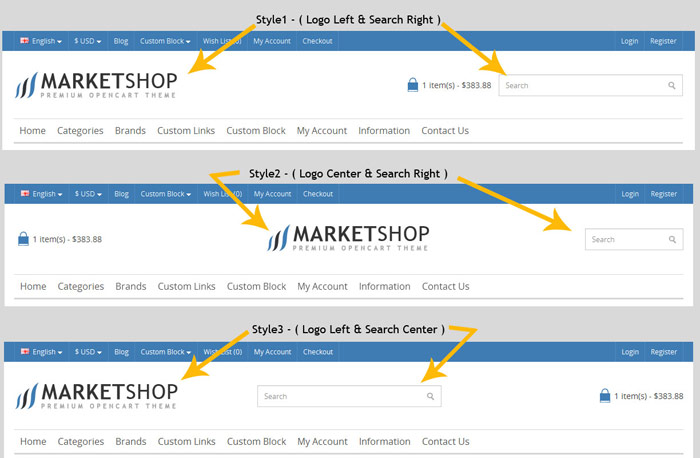 Style1 - ( Logo Left & Search Right )
English $ USD Blog Custom Block Wish List (0) My Account Checkout Login Register
MARKETSHOP 1 item(s) - $383.88 Search
PREMIUM OPENCART THEME
Home Categories Brands Custom Links Custom Block My Account Information Contact Us
Style2 - ( Logo Center & Search Right )
English $ USD Blog Custom Block Wish List (0) My Account Checkout Login Register
1 item(s) - $383.88 MARKETSHOP Search
PREMIUM OPENCART THEME
Home Categories Brands Custom Links Custom Block My Account Information Contact Us
Style3 - ( Logo Left & Search Center )
English $ USD Blog Custom Block Wish List (0) My Account Checkout Login Register
MARKETSHOP Search 1 item(s) - $383.88
PREMIUM OPENCART THEME
Home Categories Brands Custom Links Custom Block My Account Information Contact Us